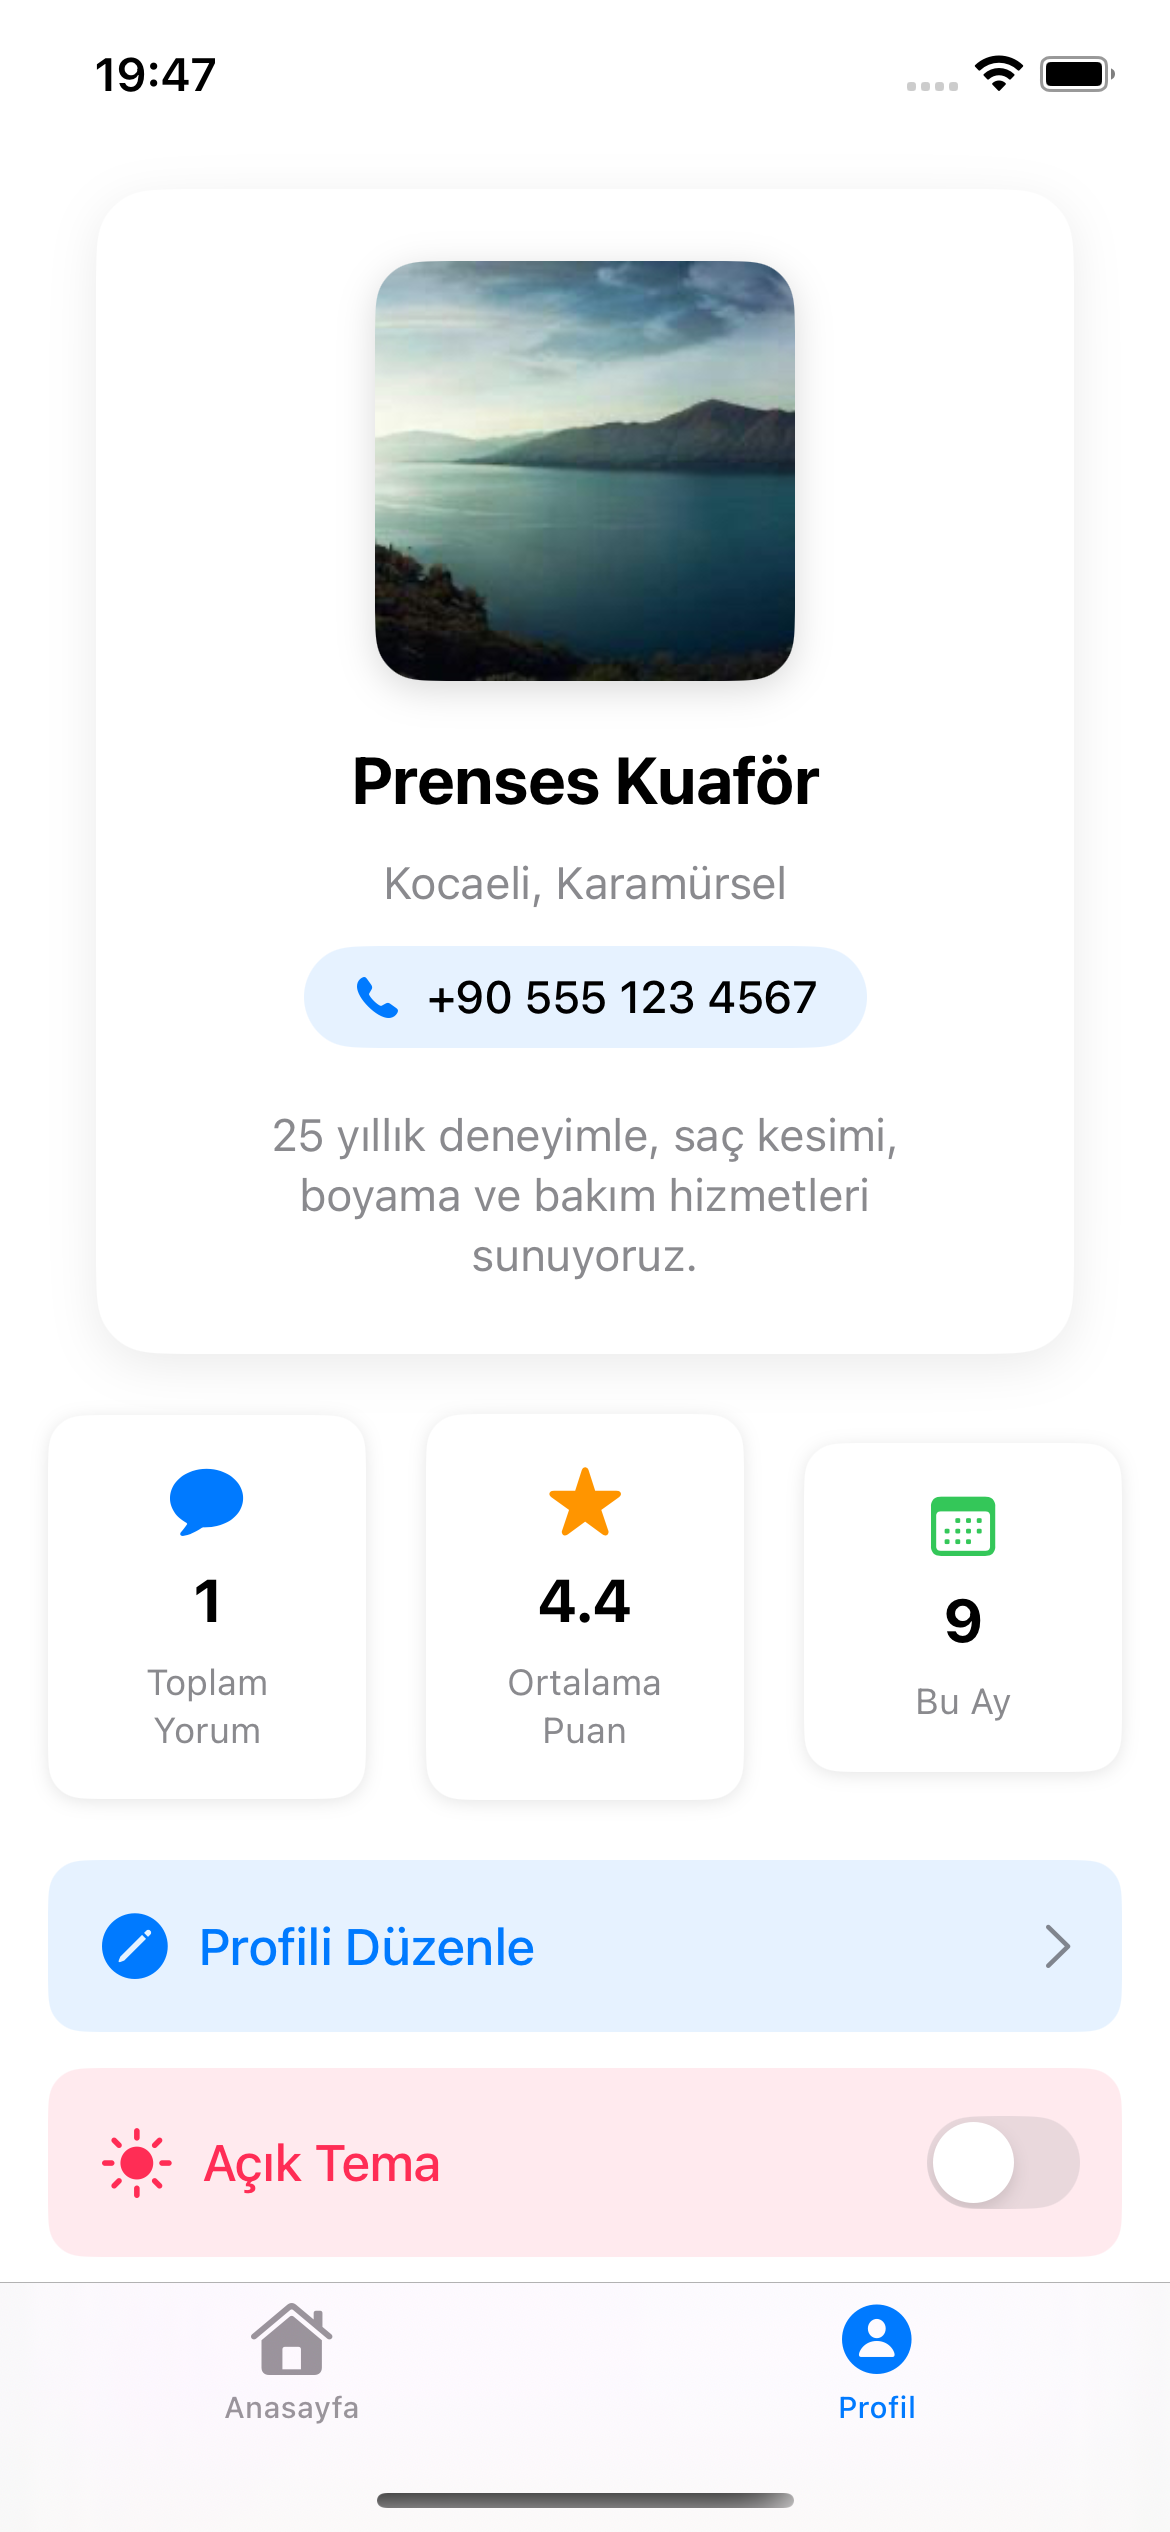 19:47
Prenses Kuaför
Kocaeli, Karamürsel
+90 555 123 4567
25 yıllık deneyimle, saç kesimi,
boyama ve bakım hizmetleri
sunuyoruz.
1
Toplam
Yorum
4.4
Ortalama
Puan
9
Bu Ay
Profili Düzenle
Açık Tema
Anasayfa
Profil